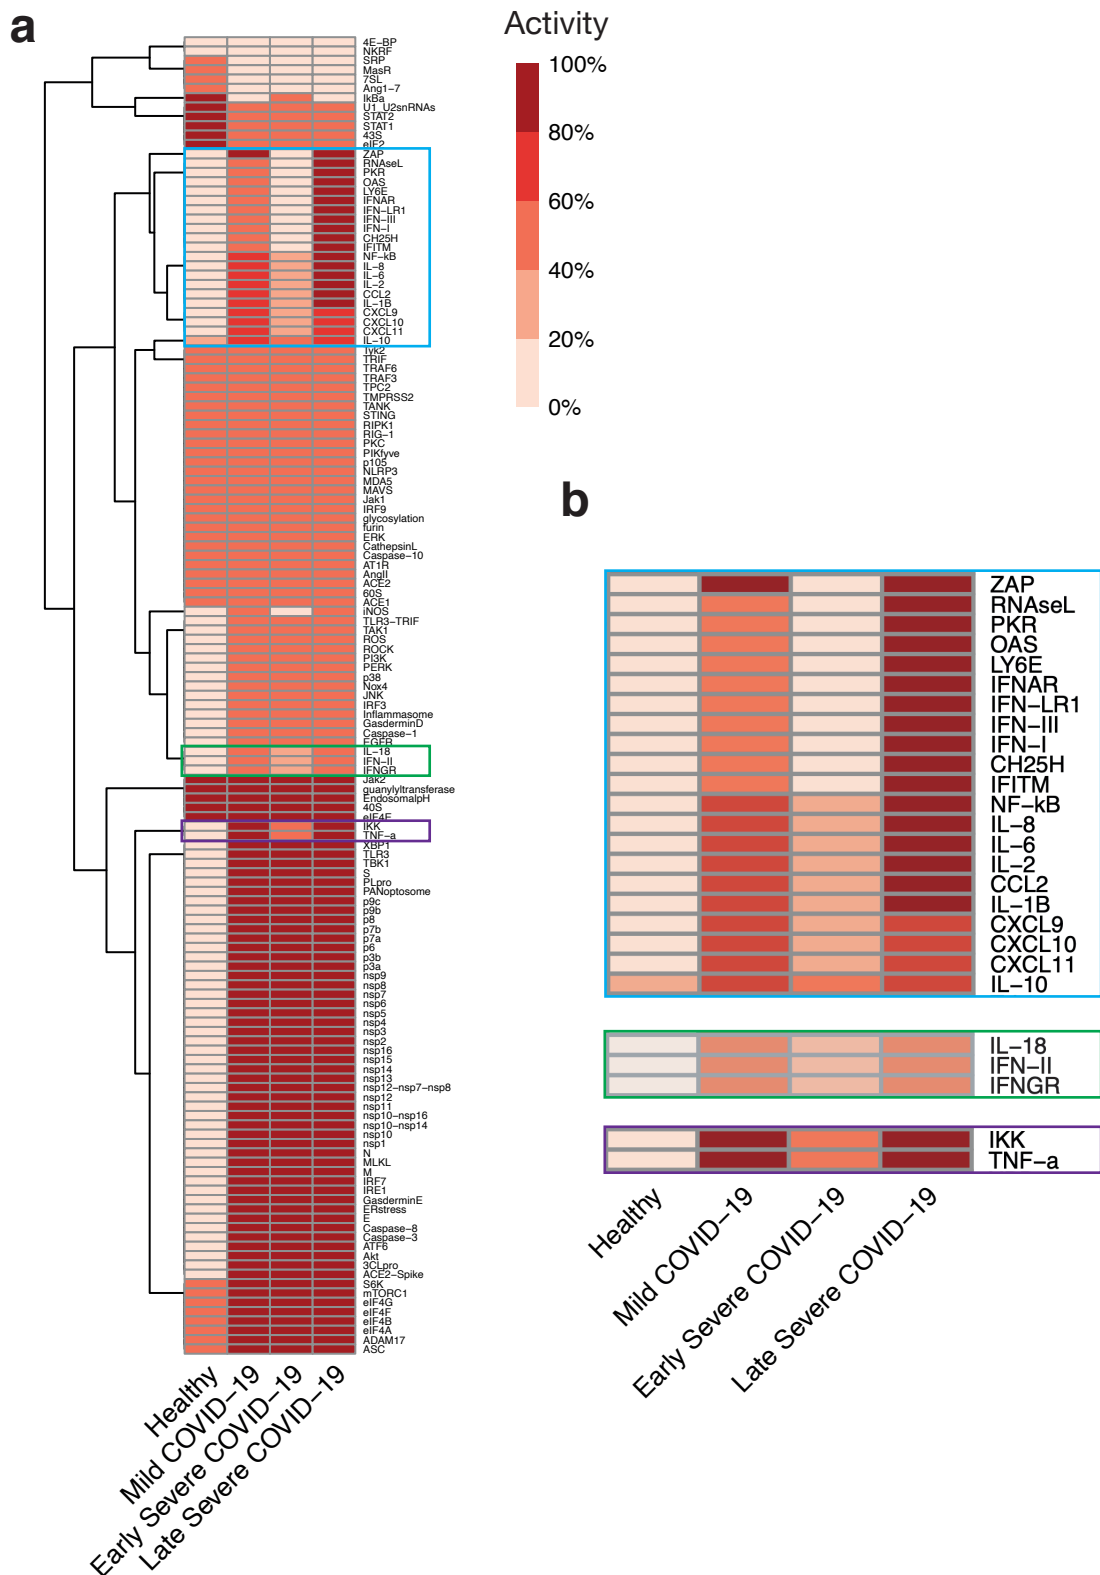 a
4E−BP
NKRF
SRP
MasR
7SL
Ang1−7
IkBa
U1_U2snRNAs
STAT2
STAT1
43S
eIF2
ZAP
RNAseL
PKR
OAS
LY6E
IFNAR
IFN−LR1
IFN−III
IFN−I
CH25H
IFITM
NF−kB
IL−8
IL−6
IL−2
CCL2
IL−1B
CXCL9
CXCL10
CXCL11
IL−10
Tyk2
TRIF
TRAF6
TRAF3
TPC2
TMPRSS2
TANK
STING
RIPK1
RIG−1
PKC
PIKfyve
p105
NLRP3
MDA5
MAVS
Jak1
IRF9
glycosylation
furin
ERK
CathepsinL
Caspase−10
AT1R
AngII
ACE2
60S
ACE1
iNOS
TLR3−TRIF
TAK1
ROS
ROCK
PI3K
PERK
p38
Nox4
JNK
IRF3
Inflammasome
GasderminD
Caspase−1
EGFR
IL−18
IFN−II
IFNGR
Jak2
guanylyltransferase
EndosomalpH
40S
eIF4E
IKK
TNF−a
XBP1
TLR3
TBK1
S
PLpro
PANoptosome
p9c
p9b
p8
p7b
p7a
p6
p3b
p3a
nsp9
nsp8
nsp7
nsp6
nsp5
nsp4
nsp3
nsp2
nsp16
nsp15
nsp14
nsp13
nsp12−nsp7−nsp8
nsp12
nsp11
nsp10−nsp16
nsp10−nsp14
nsp10
nsp1
N
MLKL
M
IRF7
IRE1
GasderminE
ERstress
E
Caspase−8
Caspase−3
ATF6
Akt
3CLpro
ACE2−Spike
S6K
mTORC1
eIF4G
eIF4F
eIF4B
eIF4A
ADAM17
ASC
Healthy
Mild COVID−19
Early Severe COVID−19
Late Severe COVID−19
Activity
100%
80%
60%
40%
20%
0%
b
ZAP
RNAseL
PKR
OAS
LY6E
IFNAR
IFN−LR1
IFN−III
IFN−I
CH25H
IFITM
NF−kB
IL−8
IL−6
IL−2
CCL2
IL−1B
CXCL9
CXCL10
CXCL11
IL−10
IL−18
IFN−II
IFNGR
IKK
TNF−a
Healthy
Mild COVID−19
Early Severe COVID−19
Late Severe COVID−19